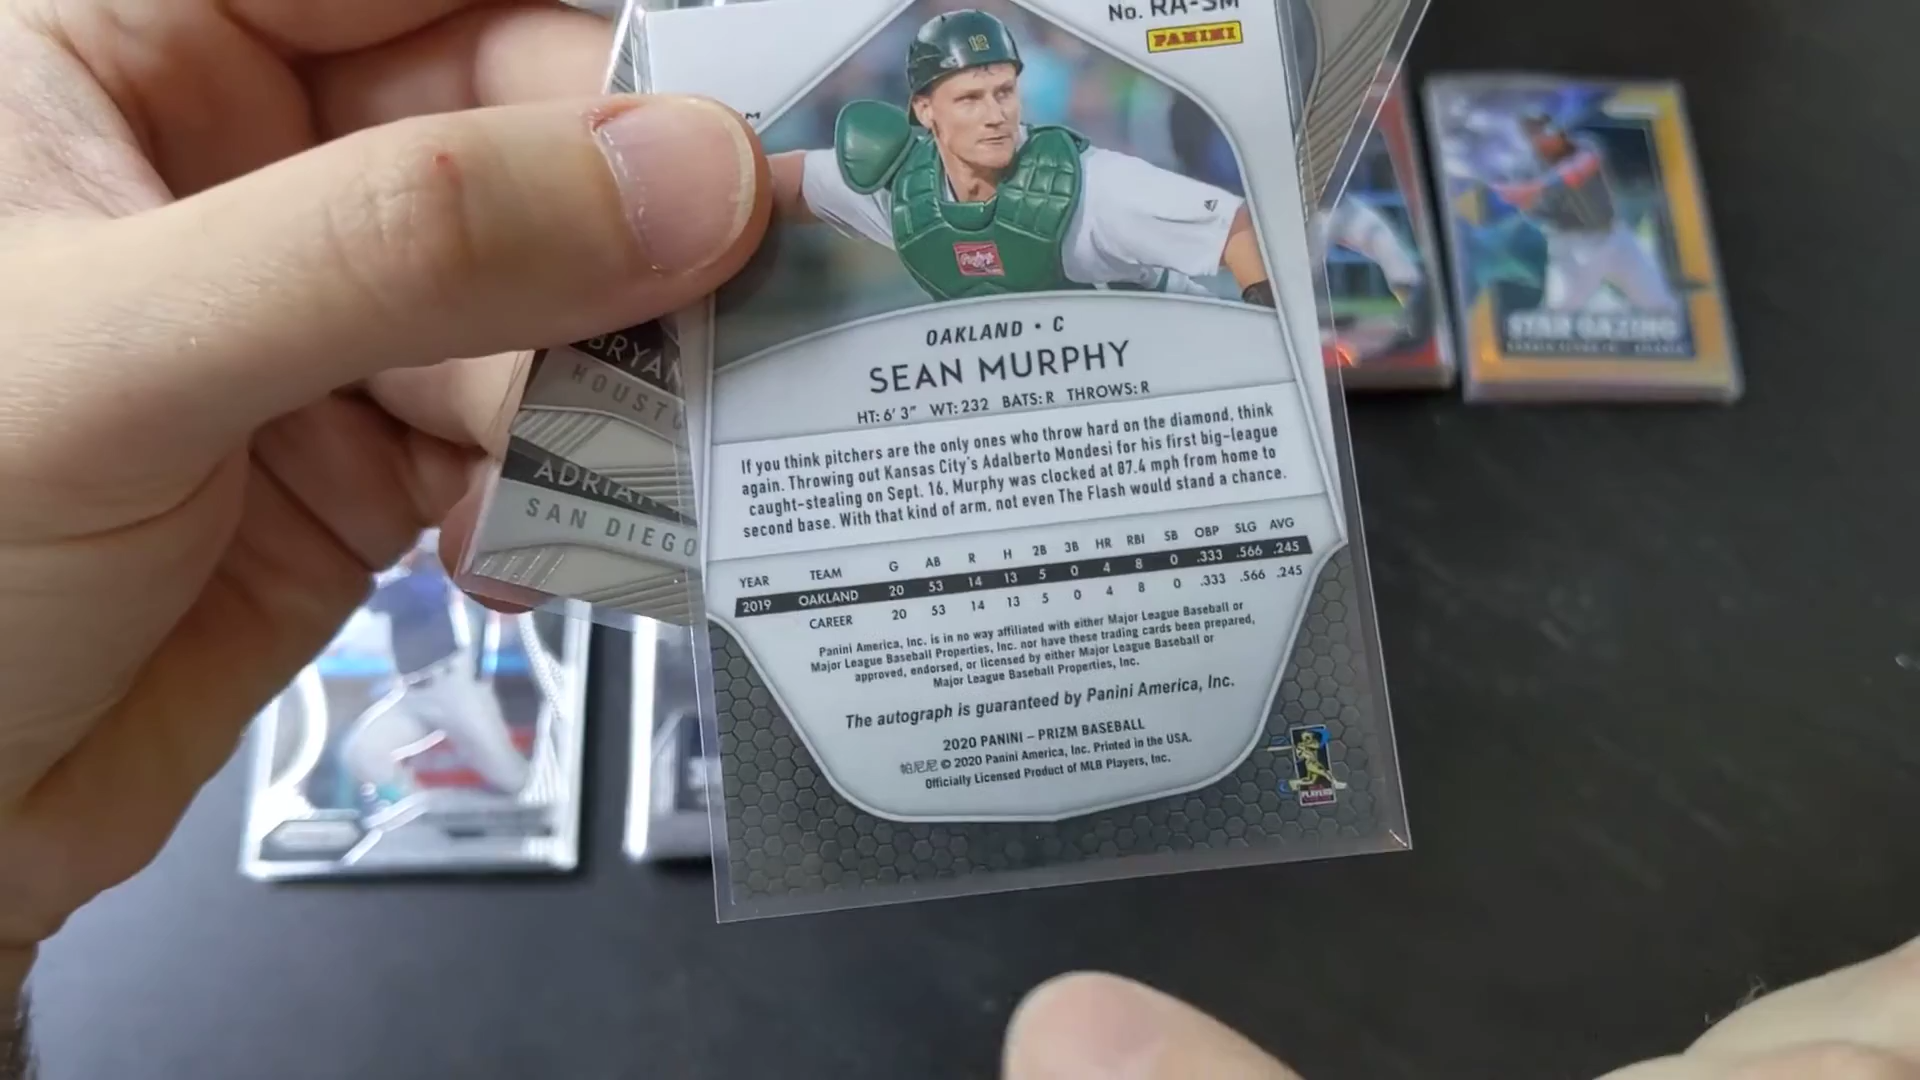 No. RA-SM
PANINI
12
Rawlings
OAKLAND • C
SEAN MURPHY
HT: 6' 3" WT: 232 BATS: R THROWS: R
If you think pitchers are the only ones who throw hard on the diamond, think
again. Throwing out Kansas City's Adalberto Mondesi for his first big-league
caught-stealing on Sept. 16, Murphy was clocked at 87.4 mph from home to
second base. With that kind of arm, not even The Flash would stand a chance.
YEAR TEAM G AB R H 2B 3B HR RBI SB OBP SLG AVG
2019 OAKLAND 20 53 14 13 5 0 4 8 0 .333 .566 .245
CAREER 20 53 14 13 5 0 4 8 0 .333 .566 .245
Panini America, Inc. is in no way affiliated with either Major League Baseball or
Major League Baseball Properties, Inc. nor have these trading cards been prepared,
approved, endorsed, or licensed by either Major League Baseball or
Major League Baseball Properties, Inc.
The autograph is guaranteed by Panini America, Inc.
2020 PANINI – PRIZM BASEBALL
帕尼尼 © 2020 Panini America, Inc. Printed in the USA.
Officially Licensed Product of MLB Players, Inc.
PLAYERS
BRYAN
HOUSTO
ADRIA
SAN DIEGO
STAR GAZING